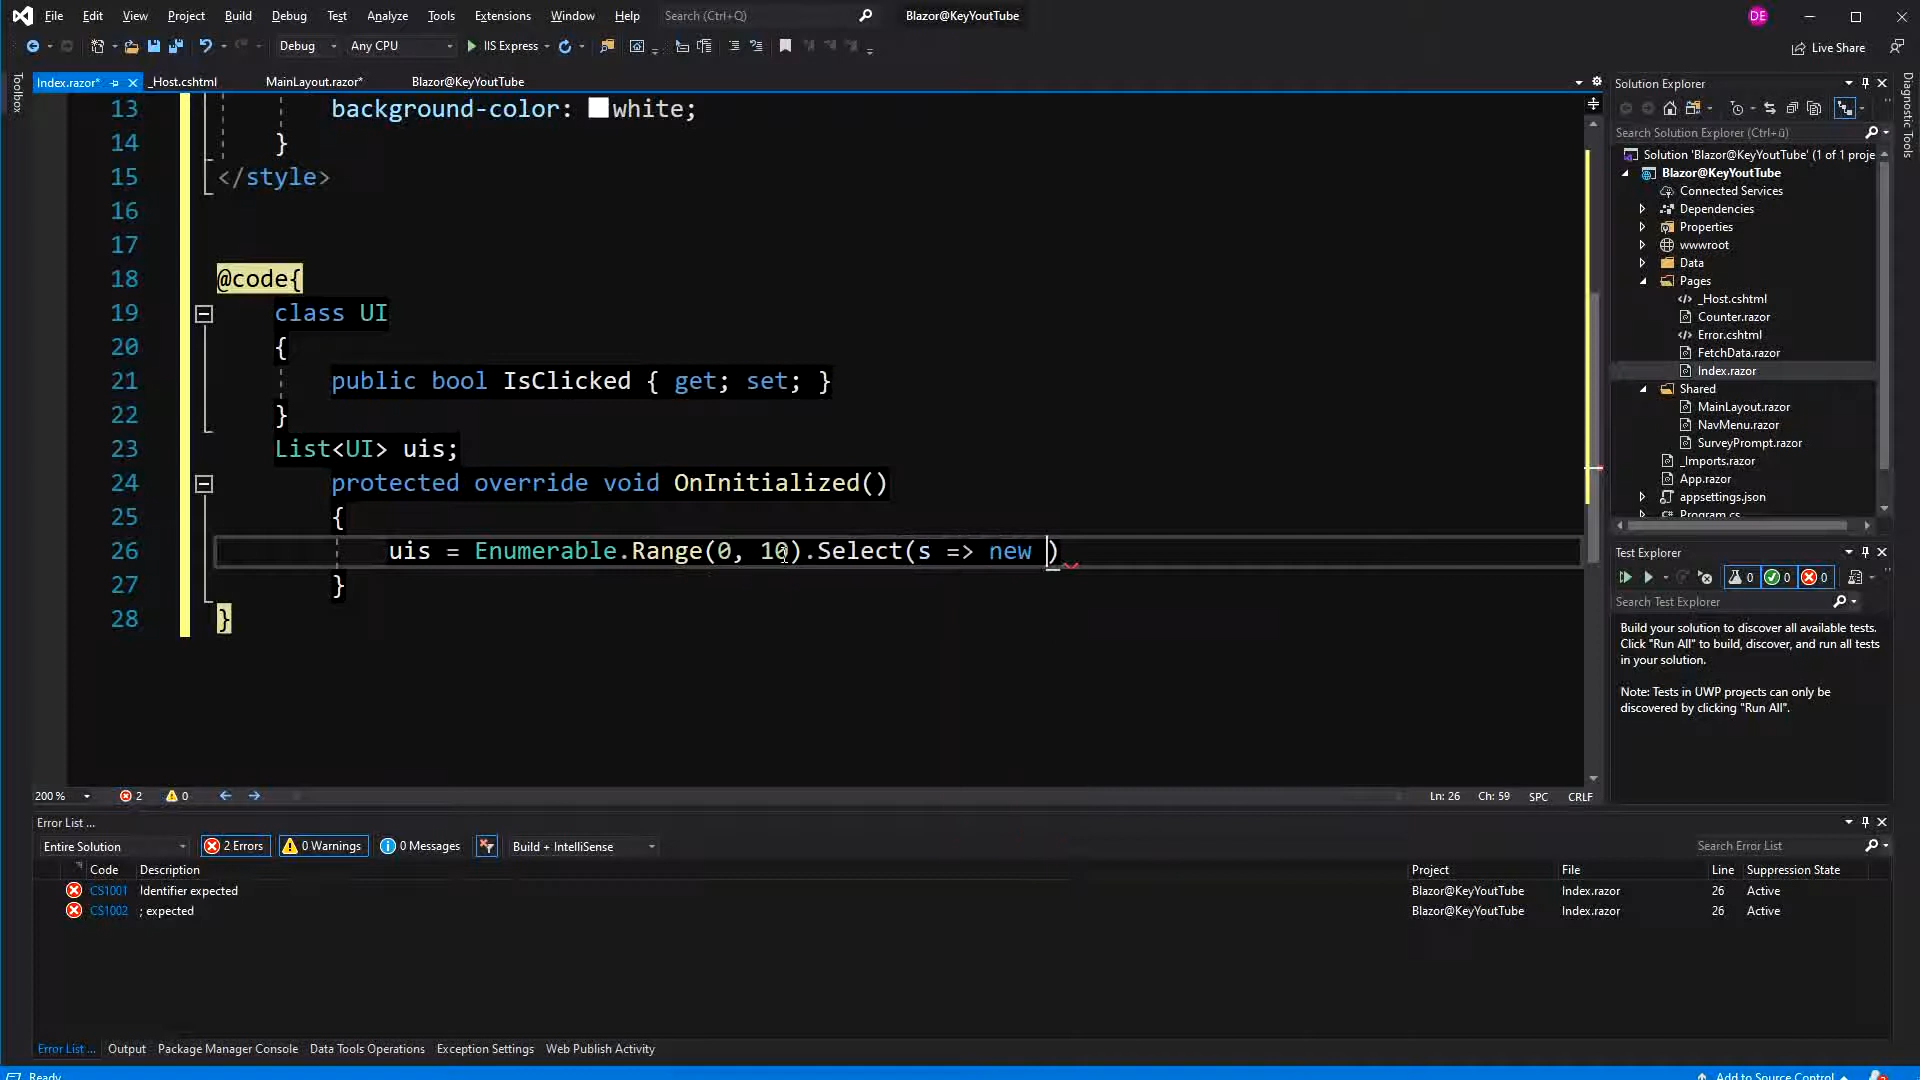 File Edit View Project Build Debug Test Analyze Tools Extensions Window Help Search (Ctrl+Q) Blazor@KeyYoutTube DE
Debug Any CPU IIS Express Live Share
Toolbox
Index.razor* _Host.cshtml MainLayout.razor* Blazor@KeyYoutTube
13 background-color: white;
14 }
15 </style>
16
17
18 @code{
19 class UI
20 {
21 public bool IsClicked { get; set; }
22 }
23 List<UI> uis;
24 protected override void OnInitialized()
25 {
26 uis = Enumerable.Range(0, 10).Select(s => new )
27 }
28 }
200 % 2 0 Ln: 26 Ch: 59 SPC CRLF
Solution Explorer
Search Solution Explorer (Ctrl+ü)
Solution 'Blazor@KeyYoutTube' (1 of 1 proje
Blazor@KeyYoutTube
Connected Services
Dependencies
Properties
wwwroot
Data
Pages
_Host.cshtml
Counter.razor
Error.cshtml
FetchData.razor
Index.razor
Shared
MainLayout.razor
NavMenu.razor
SurveyPrompt.razor
_Imports.razor
App.razor
appsettings.json
Program.cs
Diagnostic Tools
Test Explorer
0 0 0
Search Test Explorer
Build your solution to discover all available tests.
Click "Run All" to build, discover, and run all tests
in your solution.
Note: Tests in UWP projects can only be
discovered by clicking "Run All".
Error List ...
Entire Solution 2 Errors 0 Warnings 0 Messages Build + IntelliSense Search Error List
Code Description Project File Line Suppression State
CS1001 Identifier expected Blazor@KeyYoutTube Index.razor 26 Active
CS1002 ; expected Blazor@KeyYoutTube Index.razor 26 Active
Error List ... Output Package Manager Console Data Tools Operations Exception Settings Web Publish Activity
Ready Add to Source Control